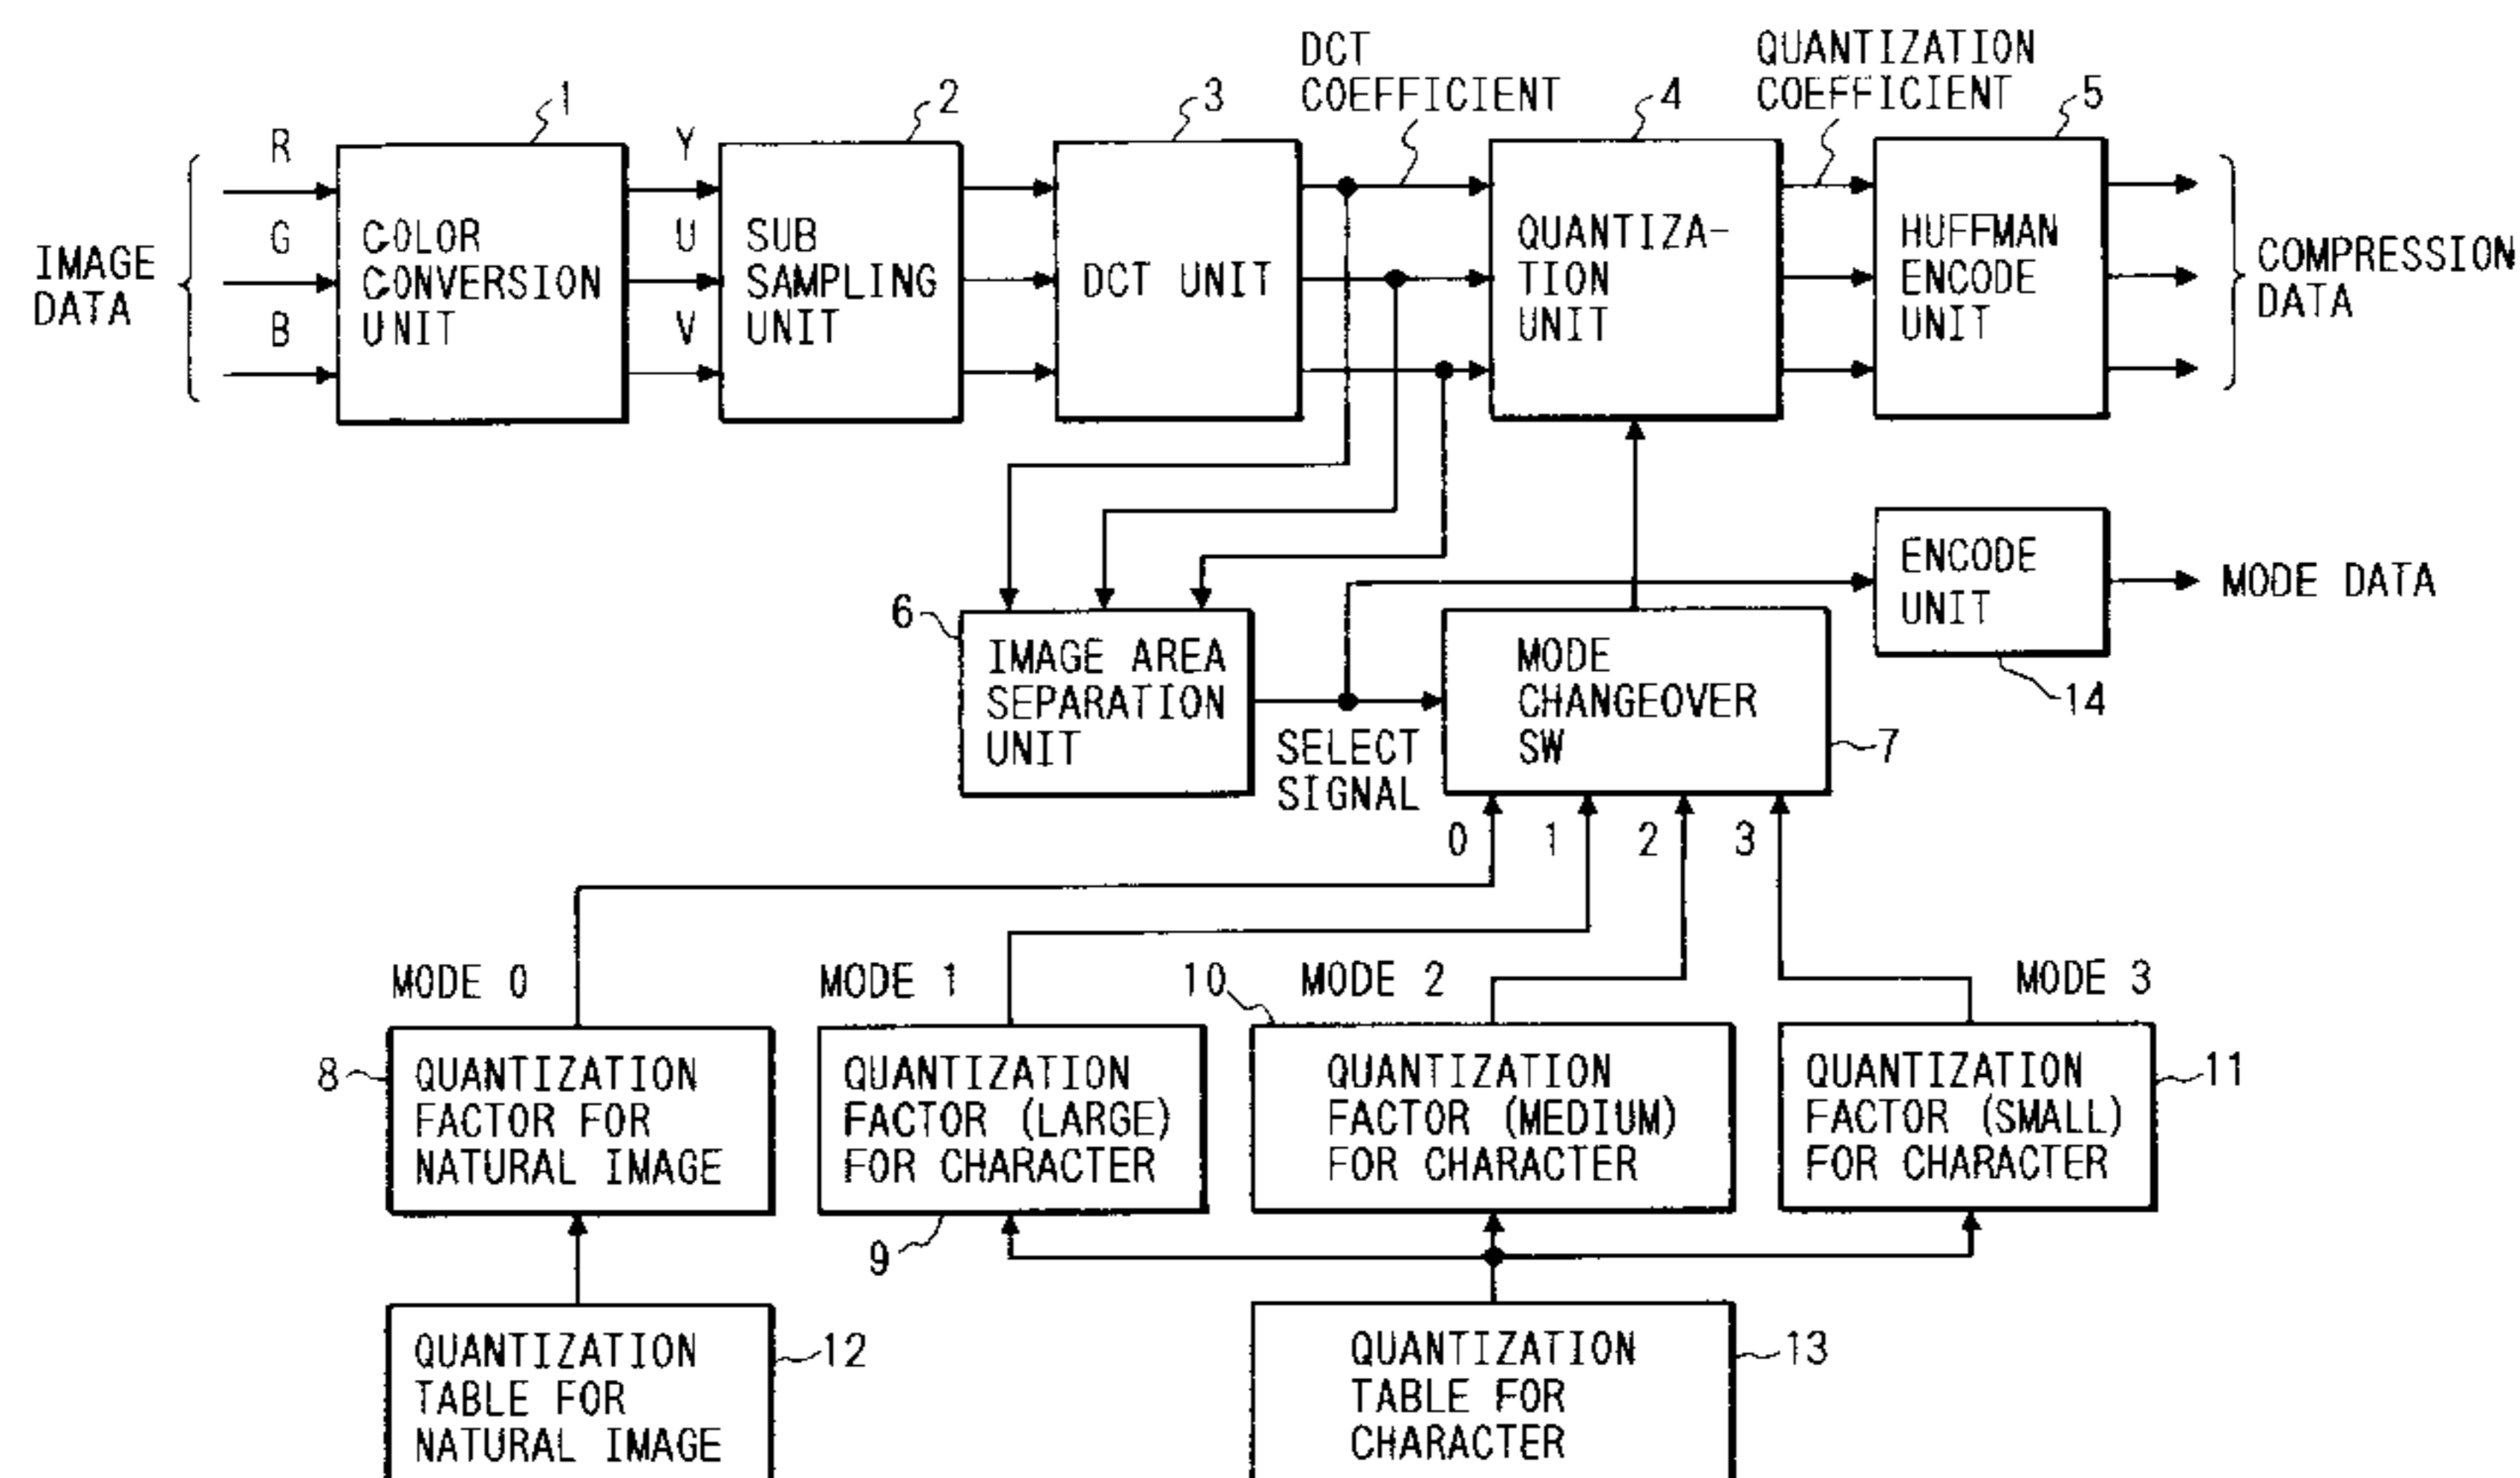 DCT
COEFFICIENT
QUANTIZATION
COEFFICIENT
1
2
3
4
5
IMAGE
DATA
R
G
B
COLOR
CONVERSION
UNIT
Y
U
V
SUB
SAMPLING
UNIT
DCT UNIT
QUANTIZA-
TION
UNIT
HUFFMAN
ENCODE
UNIT
COMPRESSION
DATA
ENCODE
UNIT
MODE DATA
14
6
IMAGE AREA
SEPARATION
UNIT
SELECT
SIGNAL
MODE
CHANGEOVER
SW
7
0
1
2
3
MODE 0
MODE 1
10
MODE 2
MODE 3
8
QUANTIZATION
FACTOR FOR
NATURAL IMAGE
QUANTIZATION
FACTOR (LARGE)
FOR CHARACTER
9
QUANTIZATION
FACTOR (MEDIUM)
FOR CHARACTER
QUANTIZATION
FACTOR (SMALL)
FOR CHARACTER
11
QUANTIZATION
TABLE FOR
NATURAL IMAGE
12
QUANTIZATION
TABLE FOR
CHARACTER
13